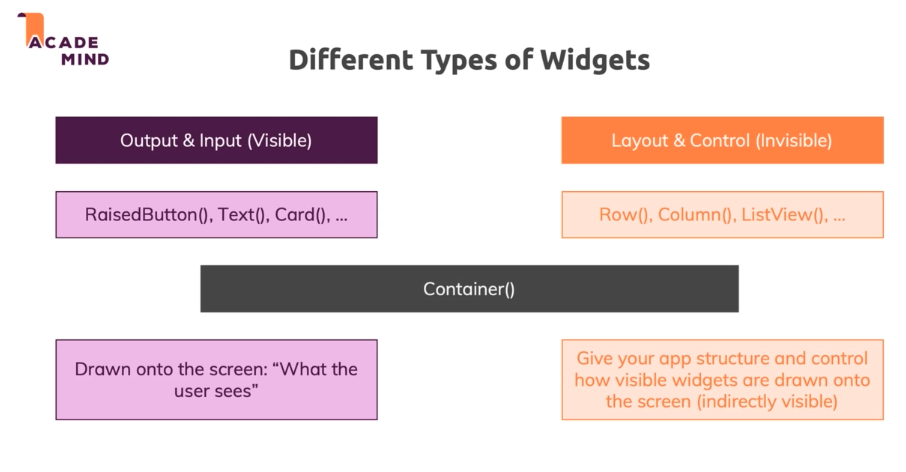 ACADE
MIND
Different Types of Widgets
Output & Input (Visible)
Layout & Control (Invisible)
RaisedButton(), Text(), Card(), ...
Row(), Column(), ListView(), ...
Container()
Drawn onto the screen: “What the
user sees”
Give your app structure and control
how visible widgets are drawn onto
the screen (indirectly visible)